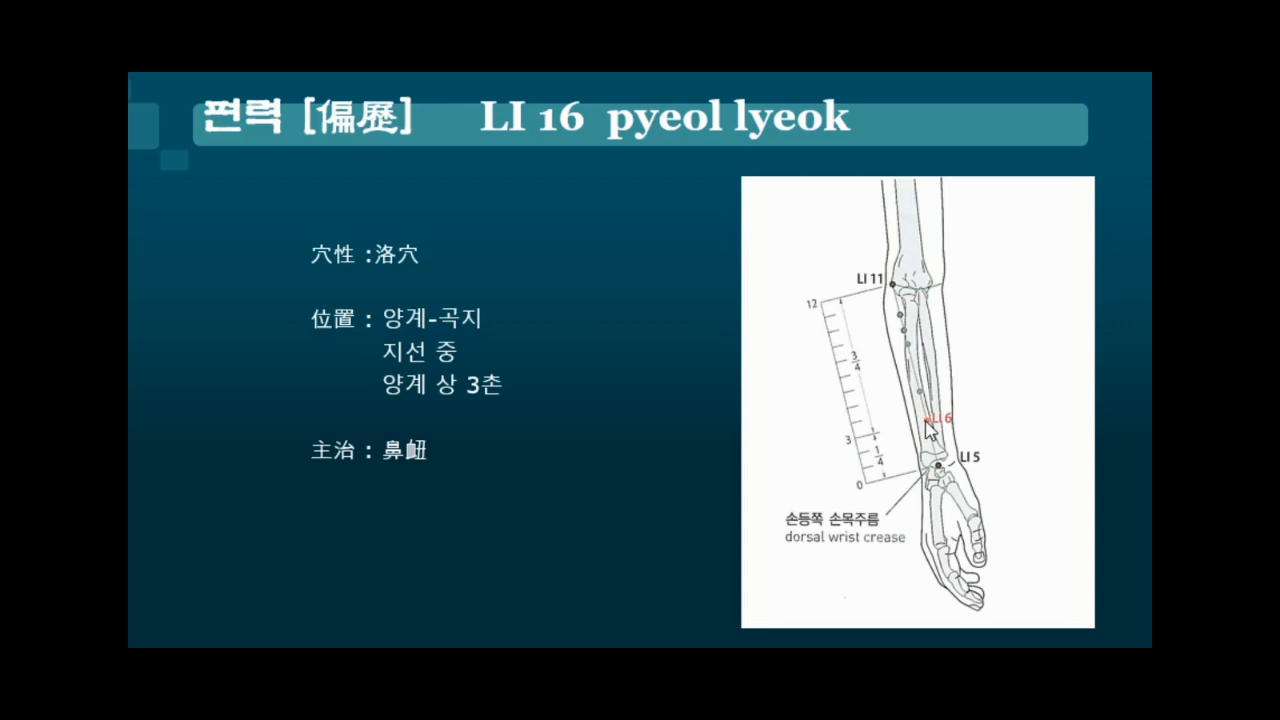 편력 [偏歷] LI 16 pyeol lyeok
穴性 :洛穴
位置 : 양계-곡지
지선 중
양계 상 3촌
主治 : 鼻衄
LI 11
12
3/4
LI 6
3
1/4
LI 5
0
손등쪽 손목주름
dorsal wrist crease